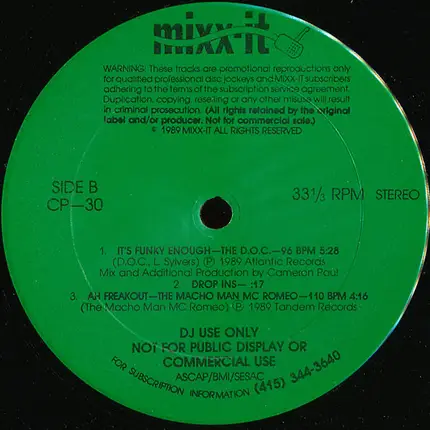 mixx-it
WARNING: These tracks are promotional reproductions only
for qualified professional disc jockeys and MIXX-IT subscribers
adhering to the terms of the subscription service agreement.
Duplication, copying, reselling or any other misuse will result
in criminal prosecution. (All rights retained by the original
label and/or producer. Not for commercial sale.)
© 1989 MIXX-IT ALL RIGHTS RESERVED
SIDE B
CP—30
33 1/3 RPM STEREO
1. IT'S FUNKY ENOUGH—THE D.O.C.—96 BPM 5:28
(D.O.C., L. Sylvers) Ⓟ 1989 Atlantic Records
Mix and Additional Production by Cameron Paul
2. DROP INS— :17
3. AH FREAKOUT—THE MACHO MAN MC ROMEO—110 BPM 4:16
(The Macho Man MC Romeo) Ⓟ 1989 Tandem Records
DJ USE ONLY
NOT FOR PUBLIC DISPLAY OR
COMMERCIAL USE
ASCAP/BMI/SESAC
FOR SUBSCRIPTION INFORMATION (415) 344-3640